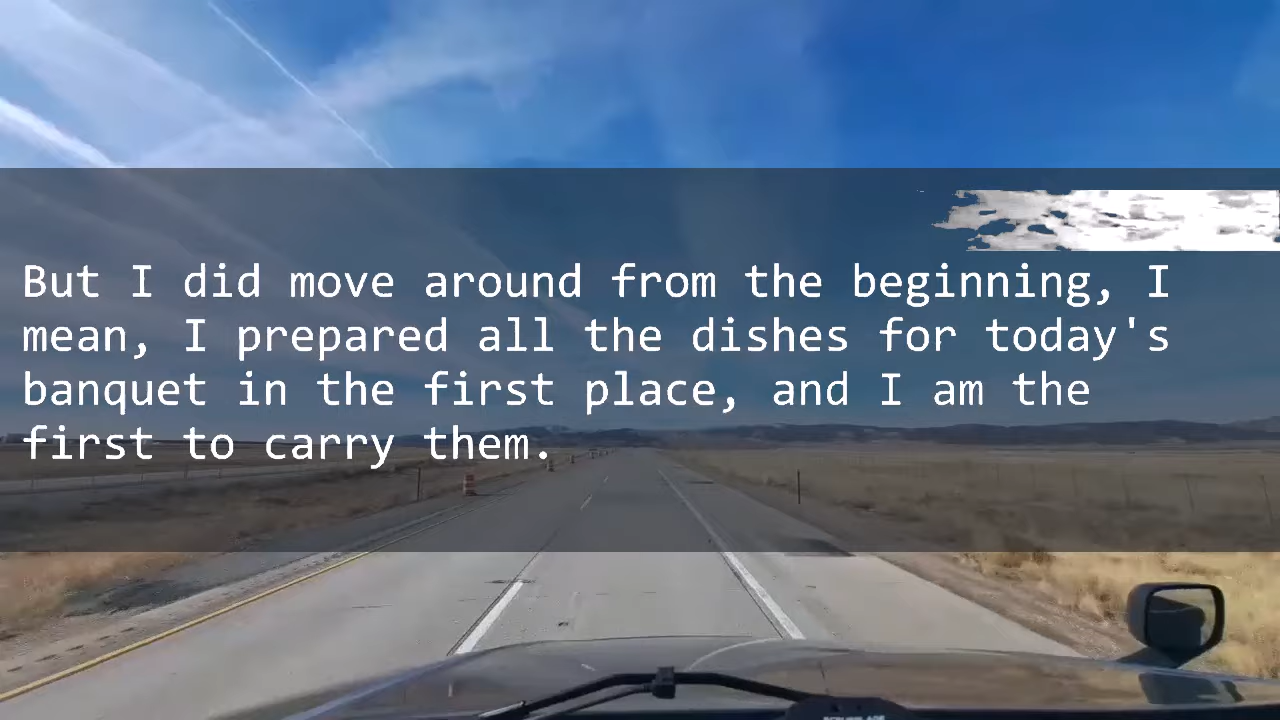 But I did move around from the beginning, I
mean, I prepared all the dishes for today's
banquet in the first place, and I am the
first to carry them.